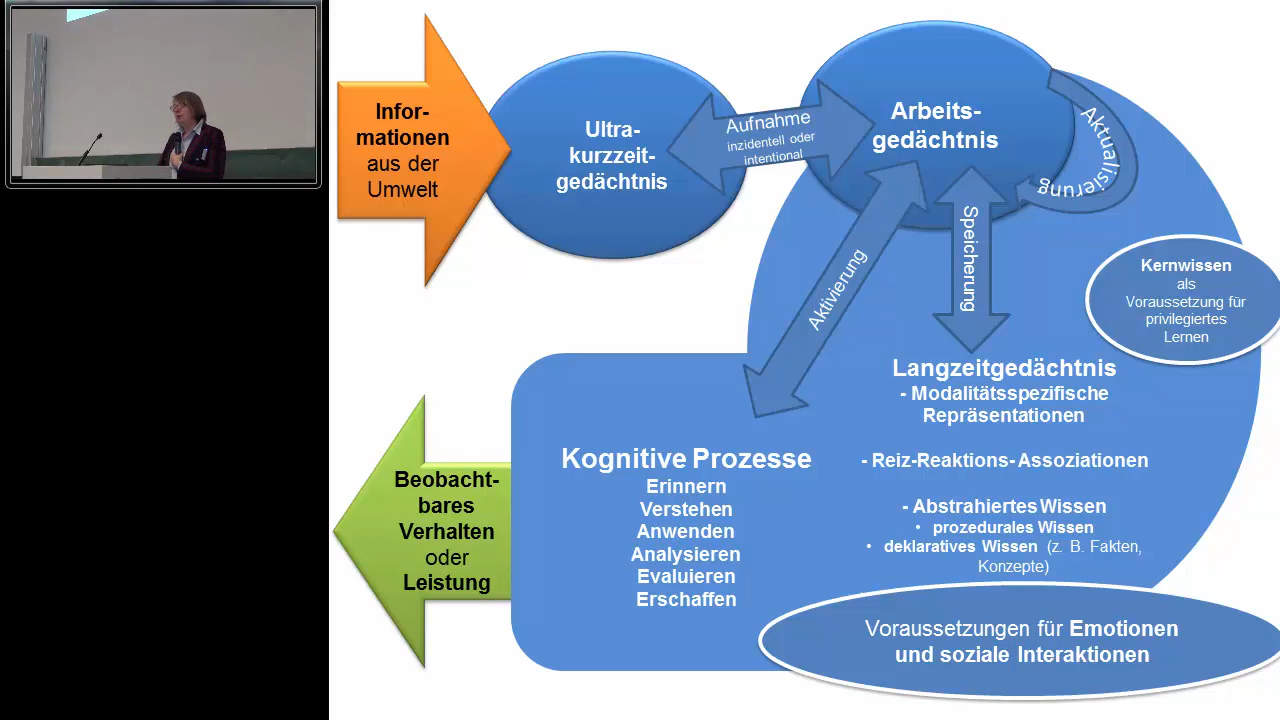 Infor-
mationen
aus der
Umwelt
Ultra-
kurzzeit-
gedächtnis
Aufnahme
inzidentell oder
intentional
Arbeits-
gedächtnis
Aktualisierung
Aktivierung
Speicherung
Kernwissen
als
Voraussetzung für
privilegiertes
Lernen
Langzeitgedächtnis
- Modalitätsspezifische
Repräsentationen
- Reiz-Reaktions-Assoziationen
- Abstrahiertes Wissen
• prozedurales Wissen
• deklaratives Wissen (z. B. Fakten,
Konzepte)
Kognitive Prozesse
Erinnern
Verstehen
Anwenden
Analysieren
Evaluieren
Erschaffen
Beobacht-
bares
Verhalten
oder
Leistung
Voraussetzungen für Emotionen
und soziale Interaktionen